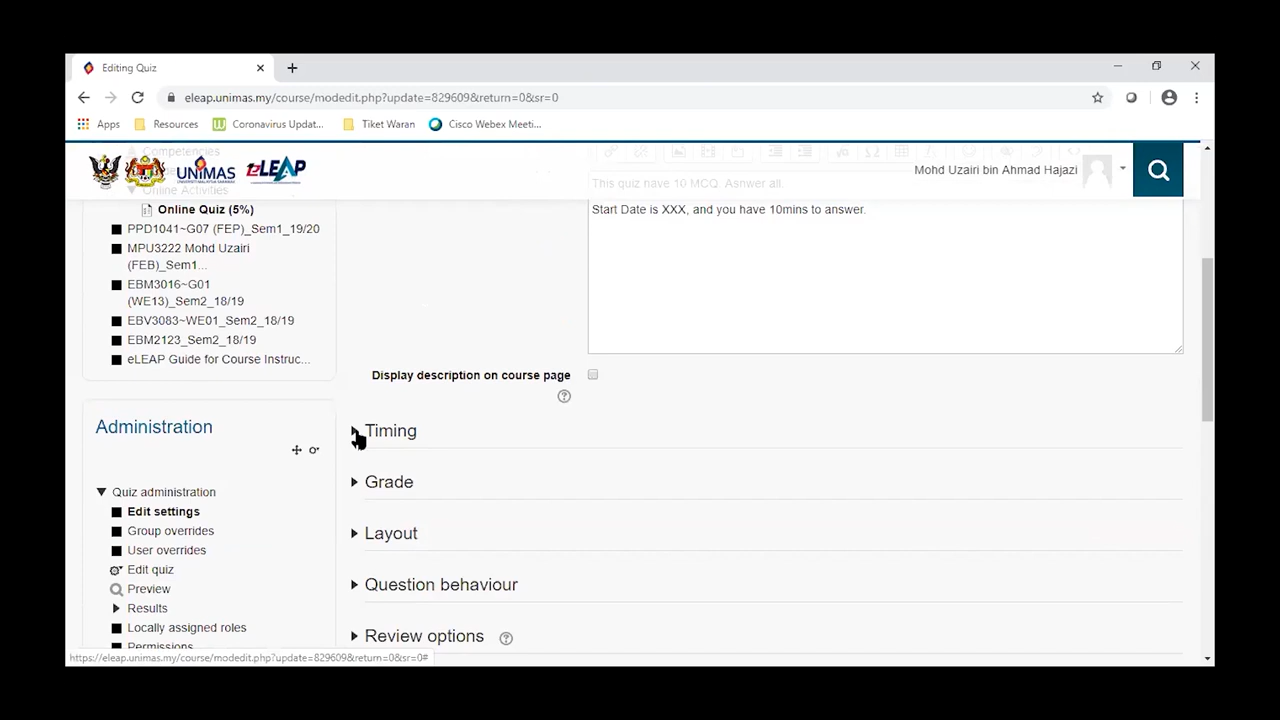 Editing Quiz
eleap.unimas.my/course/modedit.php?update=829609&return=0&sr=0
Apps
Resources
Coronavirus Updat...
Tiket Waran
Cisco Webex Meeti...
Competencies
UNIMAS
eLEAP
Mohd Uzairi bin Ahmad Hajazi
Online Activities
Online Quiz (5%)
PPD1041~G07 (FEP)_Sem1_19/20
MPU3222 Mohd Uzairi
(FEB)_Sem1...
EBM3016~G01
(WE13)_Sem2_18/19
EBV3083~WE01_Sem2_18/19
EBM2123_Sem2_18/19
eLEAP Guide for Course Instruc...
This quiz have 10 MCQ. Asnwer all.
Start Date is XXX, and you have 10mins to answer.
Display description on course page
Timing
Grade
Layout
Question behaviour
Review options
Administration
Quiz administration
Edit settings
Group overrides
User overrides
Edit quiz
Preview
Results
Locally assigned roles
Permissions
https://eleap.unimas.my/course/modedit.php?update=829609&return=0&sr=0#